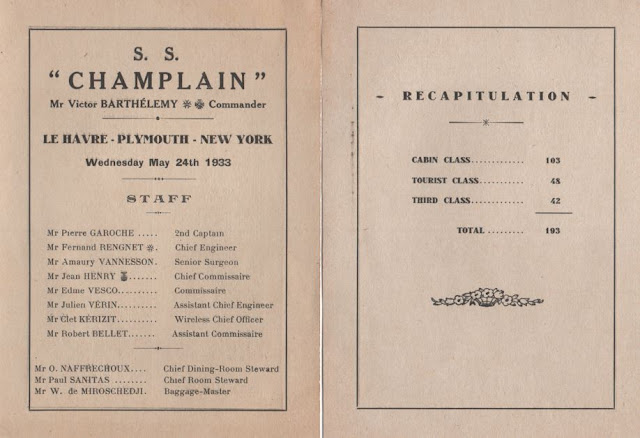 S. S.
"CHAMPLAIN"
Mr Victor BARTHÉLEMY Commander
LE HAVRE - PLYMOUTH - NEW YORK
Wednesday May 24th 1933
STAFF
Mr Pierre GAROCHE ..... 2nd Captain
Mr Fernand RENGNET . Chief Engineer
Mr Amaury VANNESSON. Senior Surgeon
Mr Jean HENRY ....... Chief Commissaire
Mr Edme VESCO.......... Commissaire
Mr Julien VÉRIN.......... Assistant Chief Engineer
Mr Clet KÉRIZIT.......... Wireless Chief Officer
Mr Robert BELLET....... Assistant Commissaire
Mr O. NAFFRECHOUX.... Chief Dining-Room Steward
Mr Paul SANITAS ........ Chief Room Steward
Mr W. de MIROSCHEDJI. Baggage-Master
- RECAPITULATION -
CABIN CLASS............ 103
TOURIST CLASS.......... 48
THIRD CLASS............ 42
TOTAL ......... 193